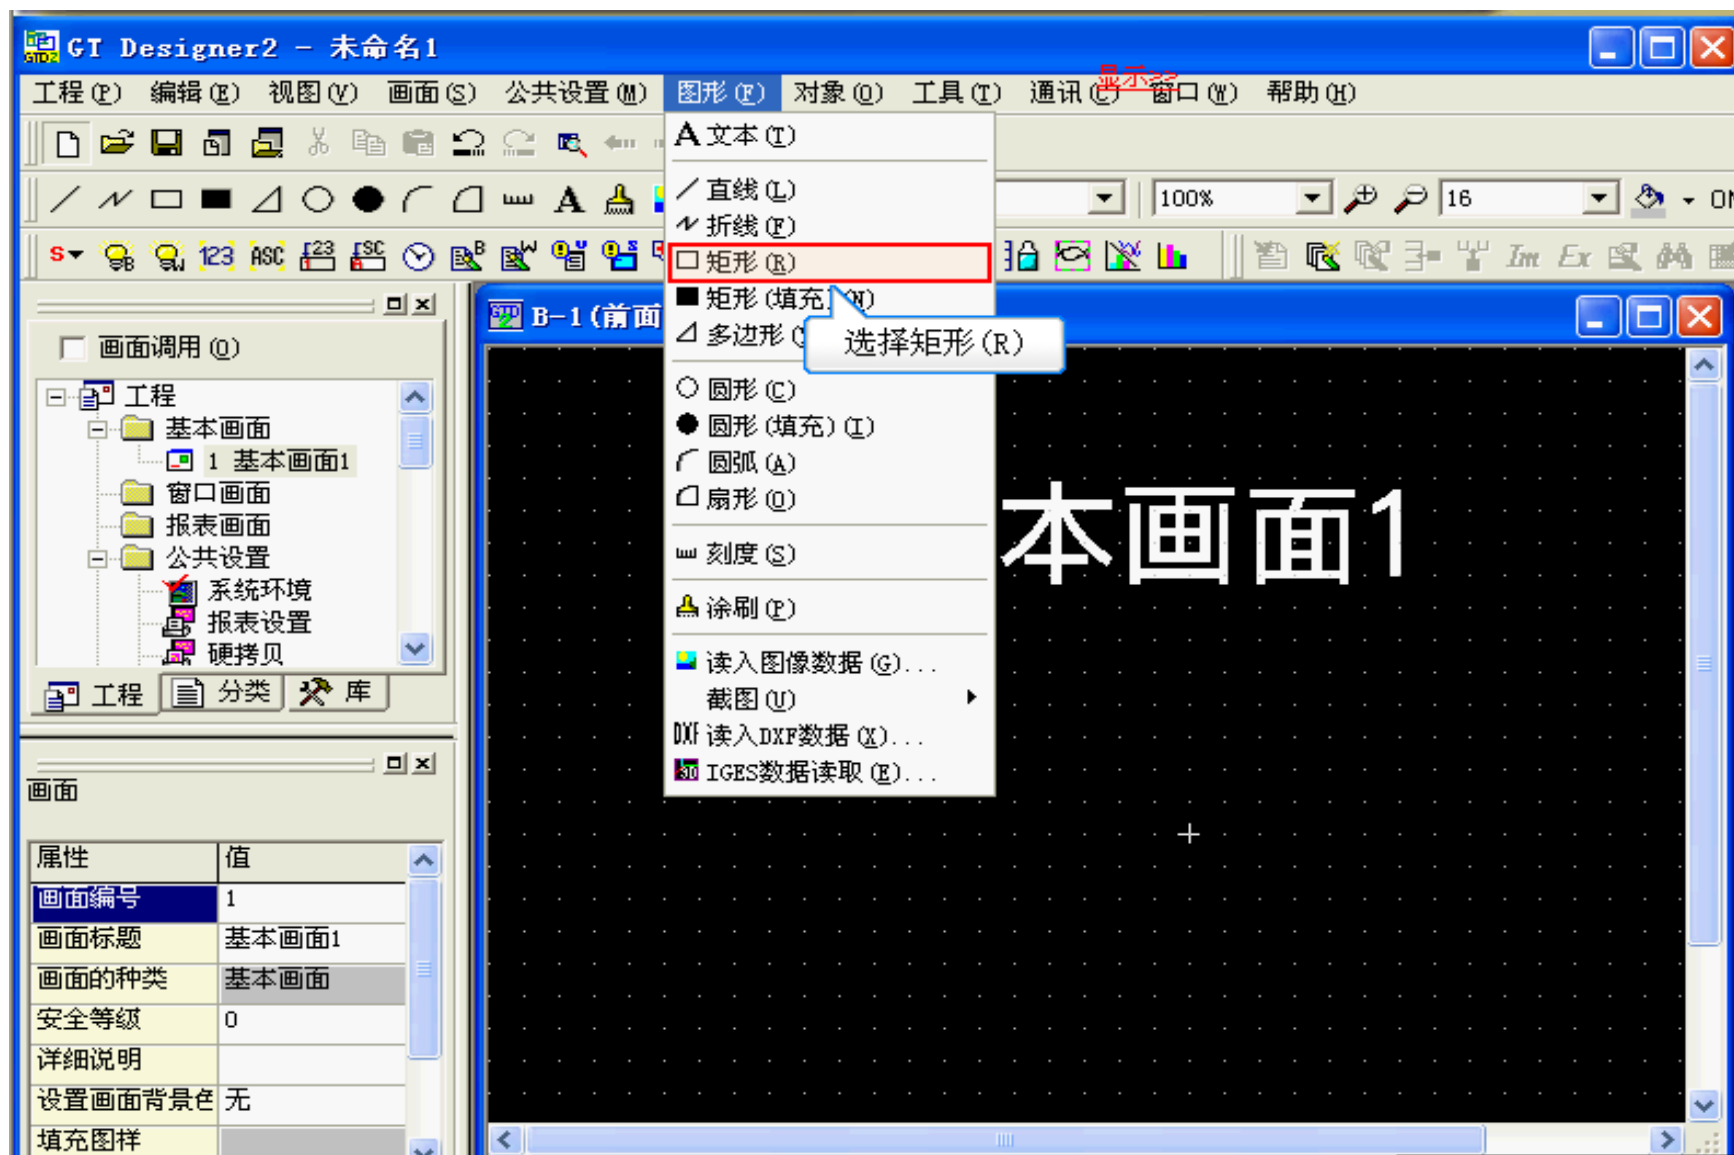 GT Designer2 - 未命名1
工程(P) 编辑(E) 视图(V) 画面(S) 公共设置(M) 图形(F) 对象(O) 工具(T) 通讯(C) 窗口(W) 帮助(H)
显示>>
A 文本(T)
直线(L)
折线(F)
矩形(R)
矩形(填充)(N)
多边形(
选择矩形(R)
圆形(C)
圆形(填充)(I)
圆弧(A)
扇形(O)
刻度(S)
涂刷(P)
读入图像数据(G)...
截图(U)
DXF 读入DXF数据(X)...
IGES数据读取(E)...
A 100% 16 ON
S 123 ASC 123 Im Ex
画面调用(O)
工程
基本画面
1 基本画面1
窗口画面
报表画面
公共设置
系统环境
报表设置
硬拷贝
工程 分类 库
画面
属性 值
画面编号 1
画面标题 基本画面1
画面的种类 基本画面
安全等级 0
详细说明
设置画面背景色 无
填充图样
B-1(前面
本画面1